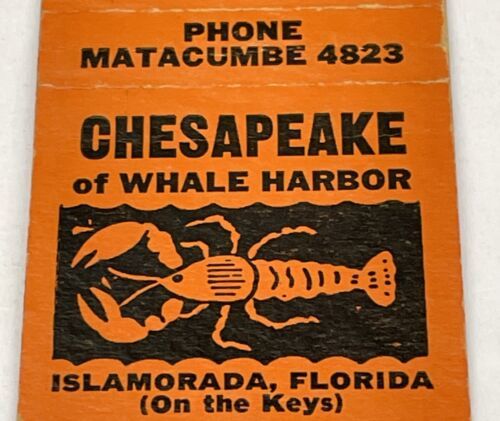 PHONE
MATACUMBE 4823
CHESAPEAKE
of WHALE HARBOR
ISLAMORADA, FLORIDA
(On the Keys)